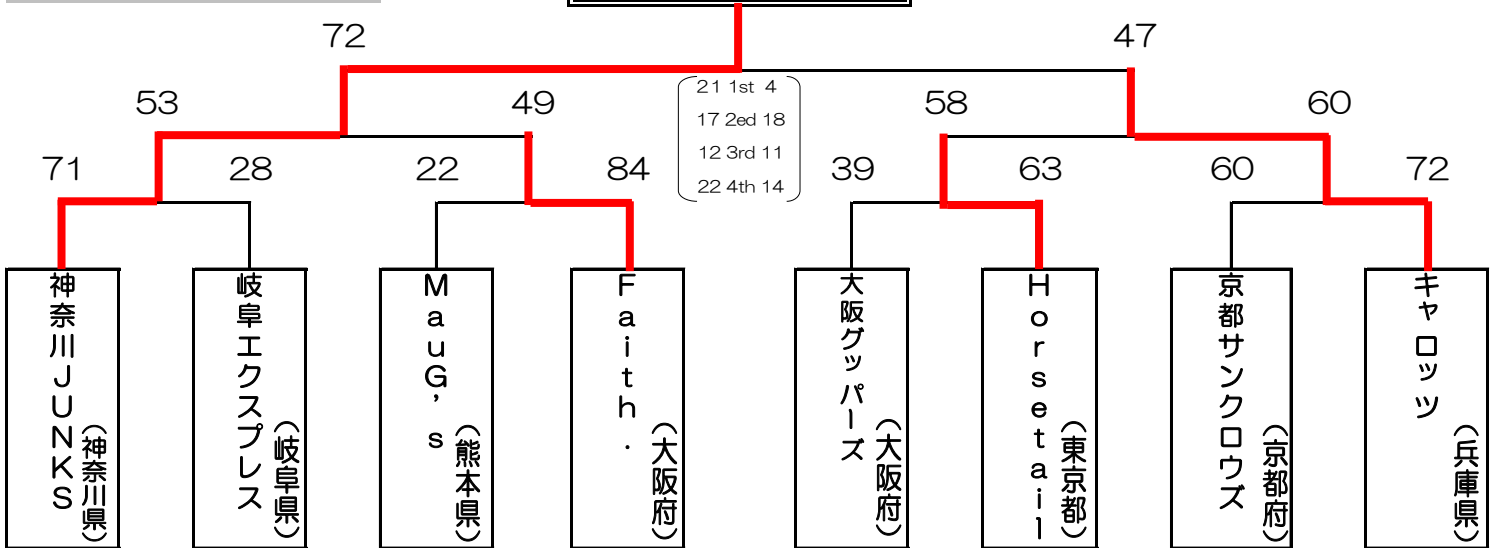 72
47
21 1st 4
17 2ed 18
12 3rd 11
22 4th 14
53
49
58
60
71
28
22
84
39
63
60
72
神奈川JUNKS
(神奈川県)
岐阜エクスプレス
(岐阜県)
MauG's
(熊本県)
Faith.
(大阪府)
大阪グッパーズ
(大阪府)
Horsetail
(東京都)
京都サンクロウズ
(京都府)
キャロッツ
(兵庫県)